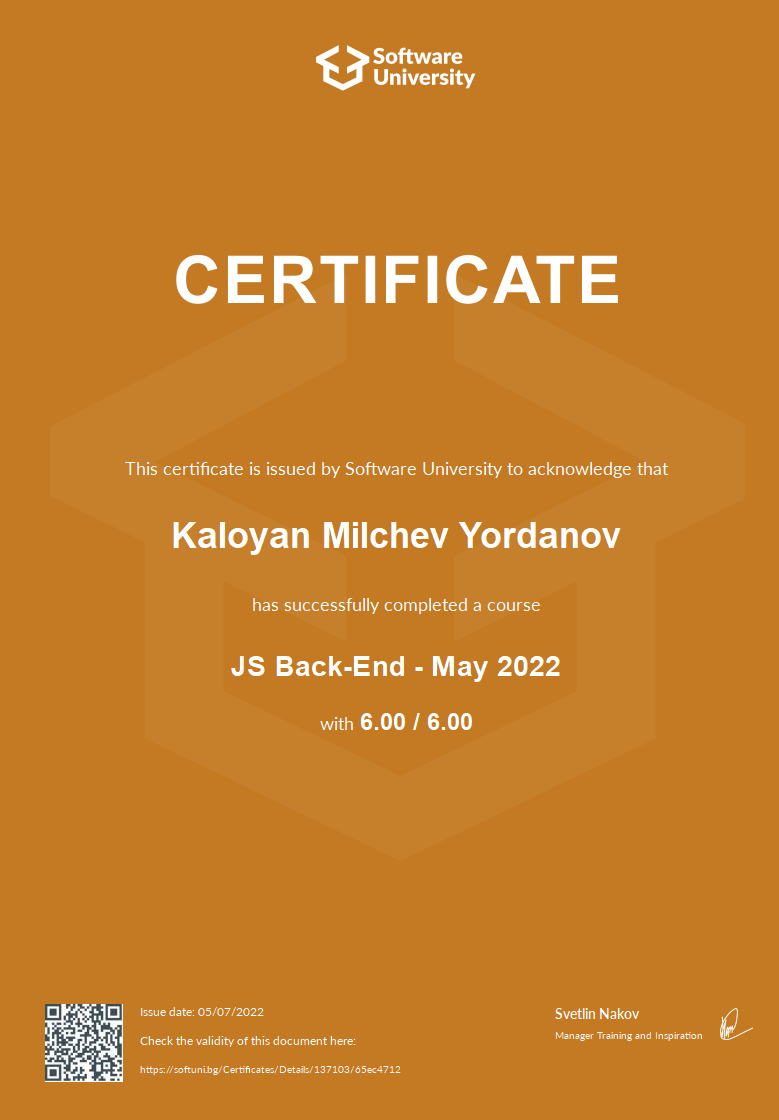 Software
University
CERTIFICATE
This certificate is issued by Software University to acknowledge that
Kaloyan Milchev Yordanov
has successfully completed a course
JS Back-End - May 2022
with 6.00 / 6.00
Issue date: 05/07/2022
Check the validity of this document here:
https://softuni.bg/Certificates/Details/137103/65ec4712
Svetlin Nakov
Manager Training and Inspiration